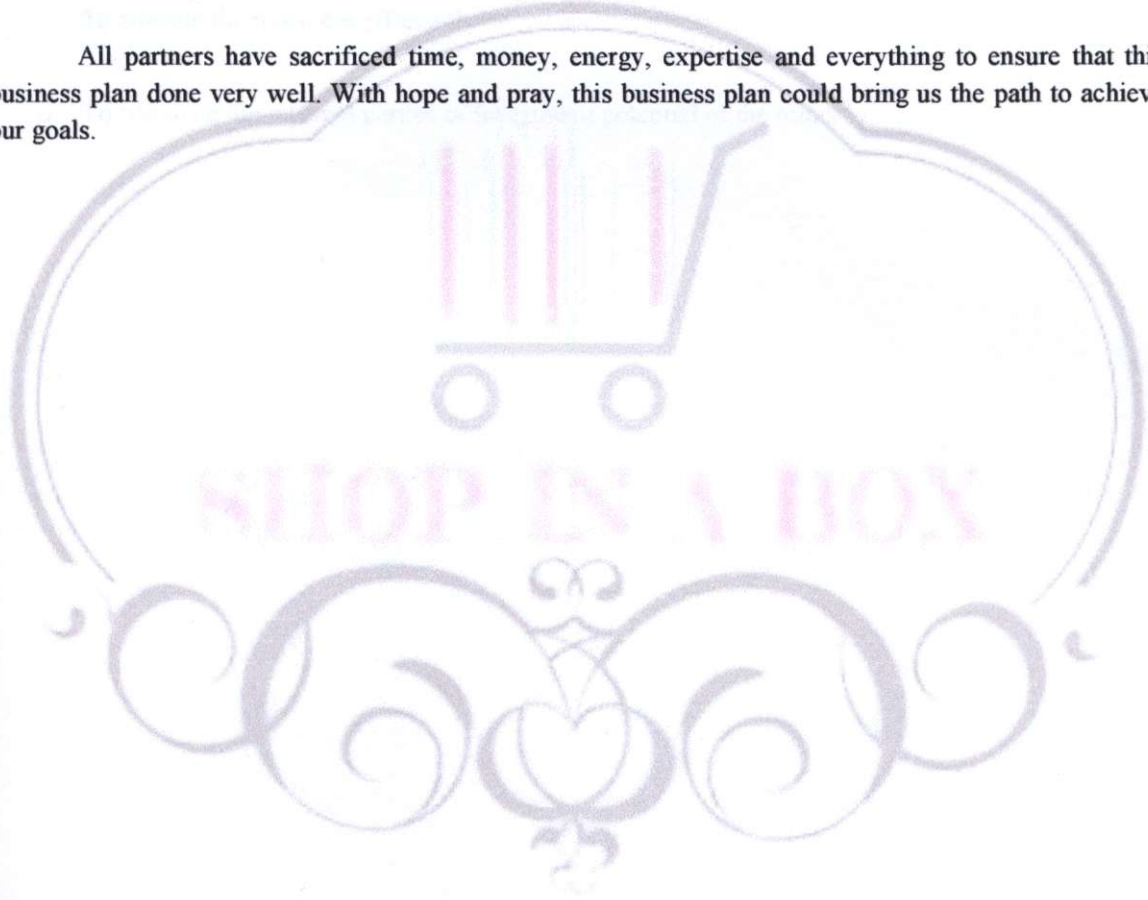 All partners have sacrificed time, money, energy, expertise and everything to ensure that thi
usiness plan done very well. With hope and pray, this business plan could bring us the path to achiev
ur goals.
SHOP IN A BOX